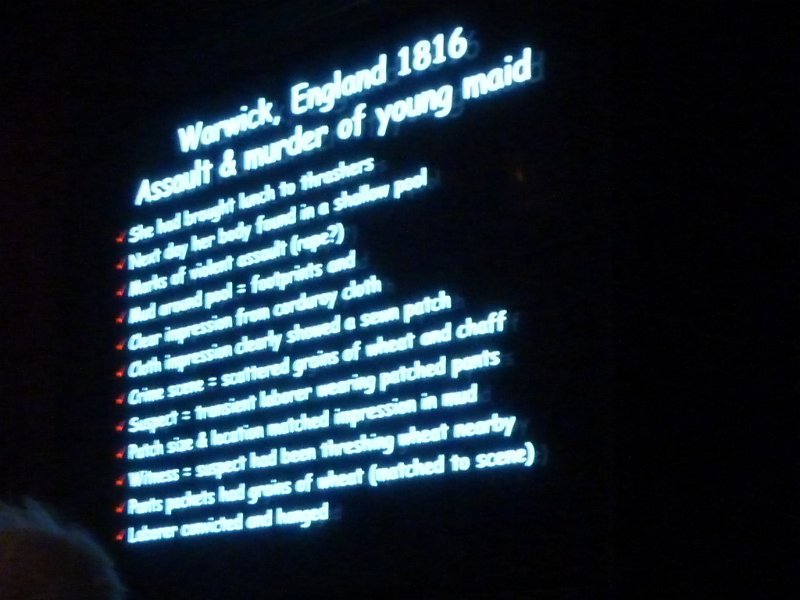 Warwick, England 1816
Assault & murder of young maid
She had brought lunch to thrashers
Next day her body found in a shallow pool
Marks of violent assault (rape?)
Mud around pool = footprints and
Clear impression from corduroy cloth
Cloth impression clearly showed a sewn patch
Crime scene = scattered grains of wheat and chaff
Suspect = transient laborer wearing patched pants
Patch size & location matched impression in mud
Witness = suspect had been threshing wheat nearby
Pants pockets had grains of wheat (matched to scene)
Laborer convicted and hanged